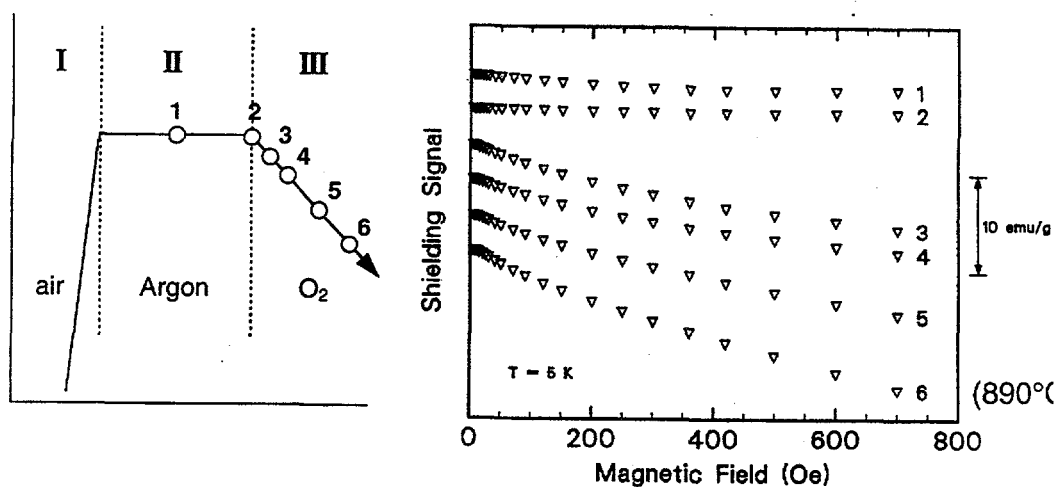 I II III
1 2
3
4
5
6
air Argon O2
Shielding Signal
1
2
3
4
5
6
10 emu/g
T = 5 K
(890°C
0 200 400 600 800
Magnetic Field (Oe)